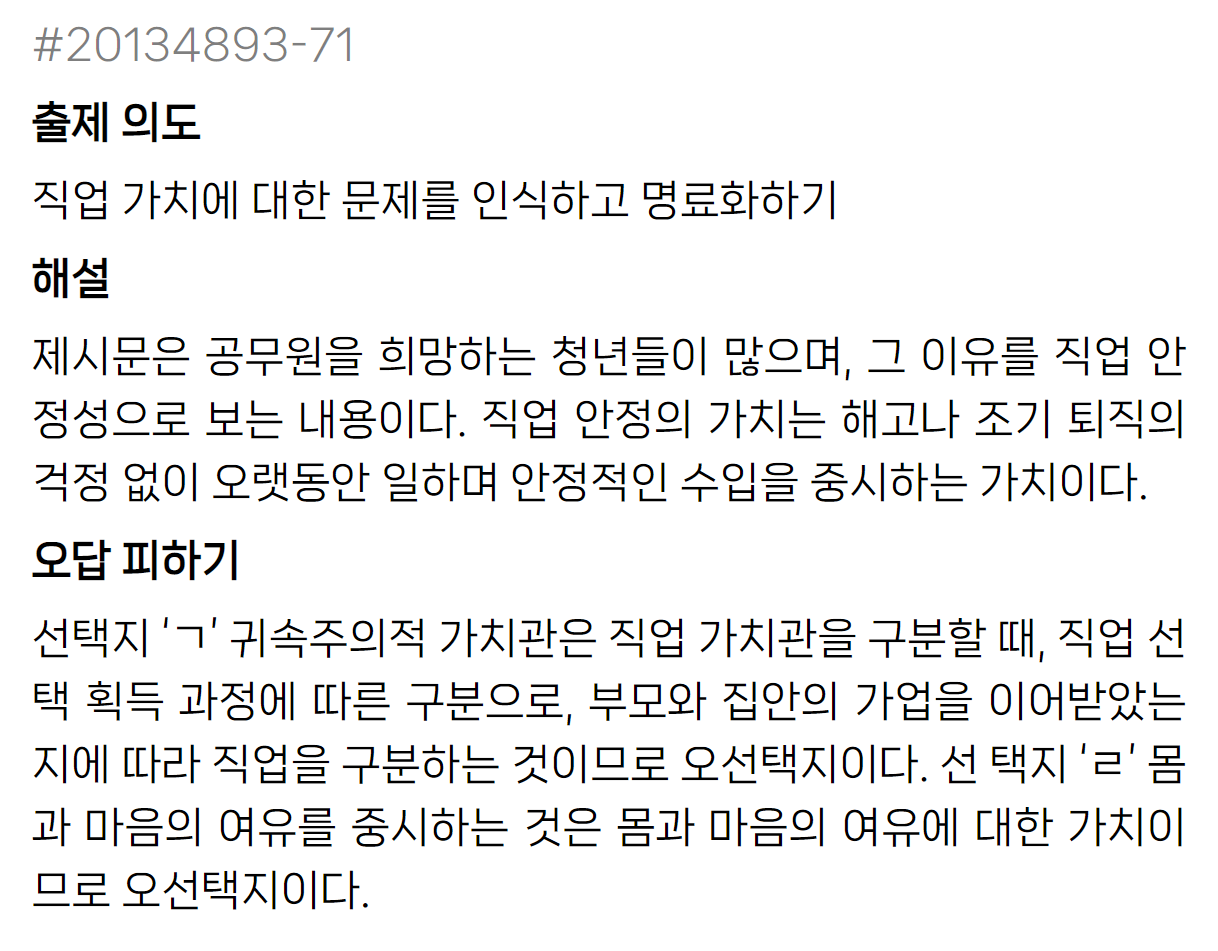 #20134893-71
출제 의도
직업 가치에 대한 문제를 인식하고 명료화하기
해설
제시문은 공무원을 희망하는 청년들이 많으며, 그 이유를 직업 안
정성으로 보는 내용이다. 직업 안정의 가치는 해고나 조기 퇴직의
걱정 없이 오랫동안 일하며 안정적인 수입을 중시하는 가치이다.
오답 피하기
선택지 ‘ㄱ’ 귀속주의적 가치관은 직업 가치관을 구분할 때, 직업 선
택 획득 과정에 따른 구분으로, 부모와 집안의 가업을 이어받았는
지에 따라 직업을 구분하는 것이므로 오선택지이다. 선 택지 ‘ㄹ’ 몸
과 마음의 여유를 중시하는 것은 몸과 마음의 여유에 대한 가치이
므로 오선택지이다.